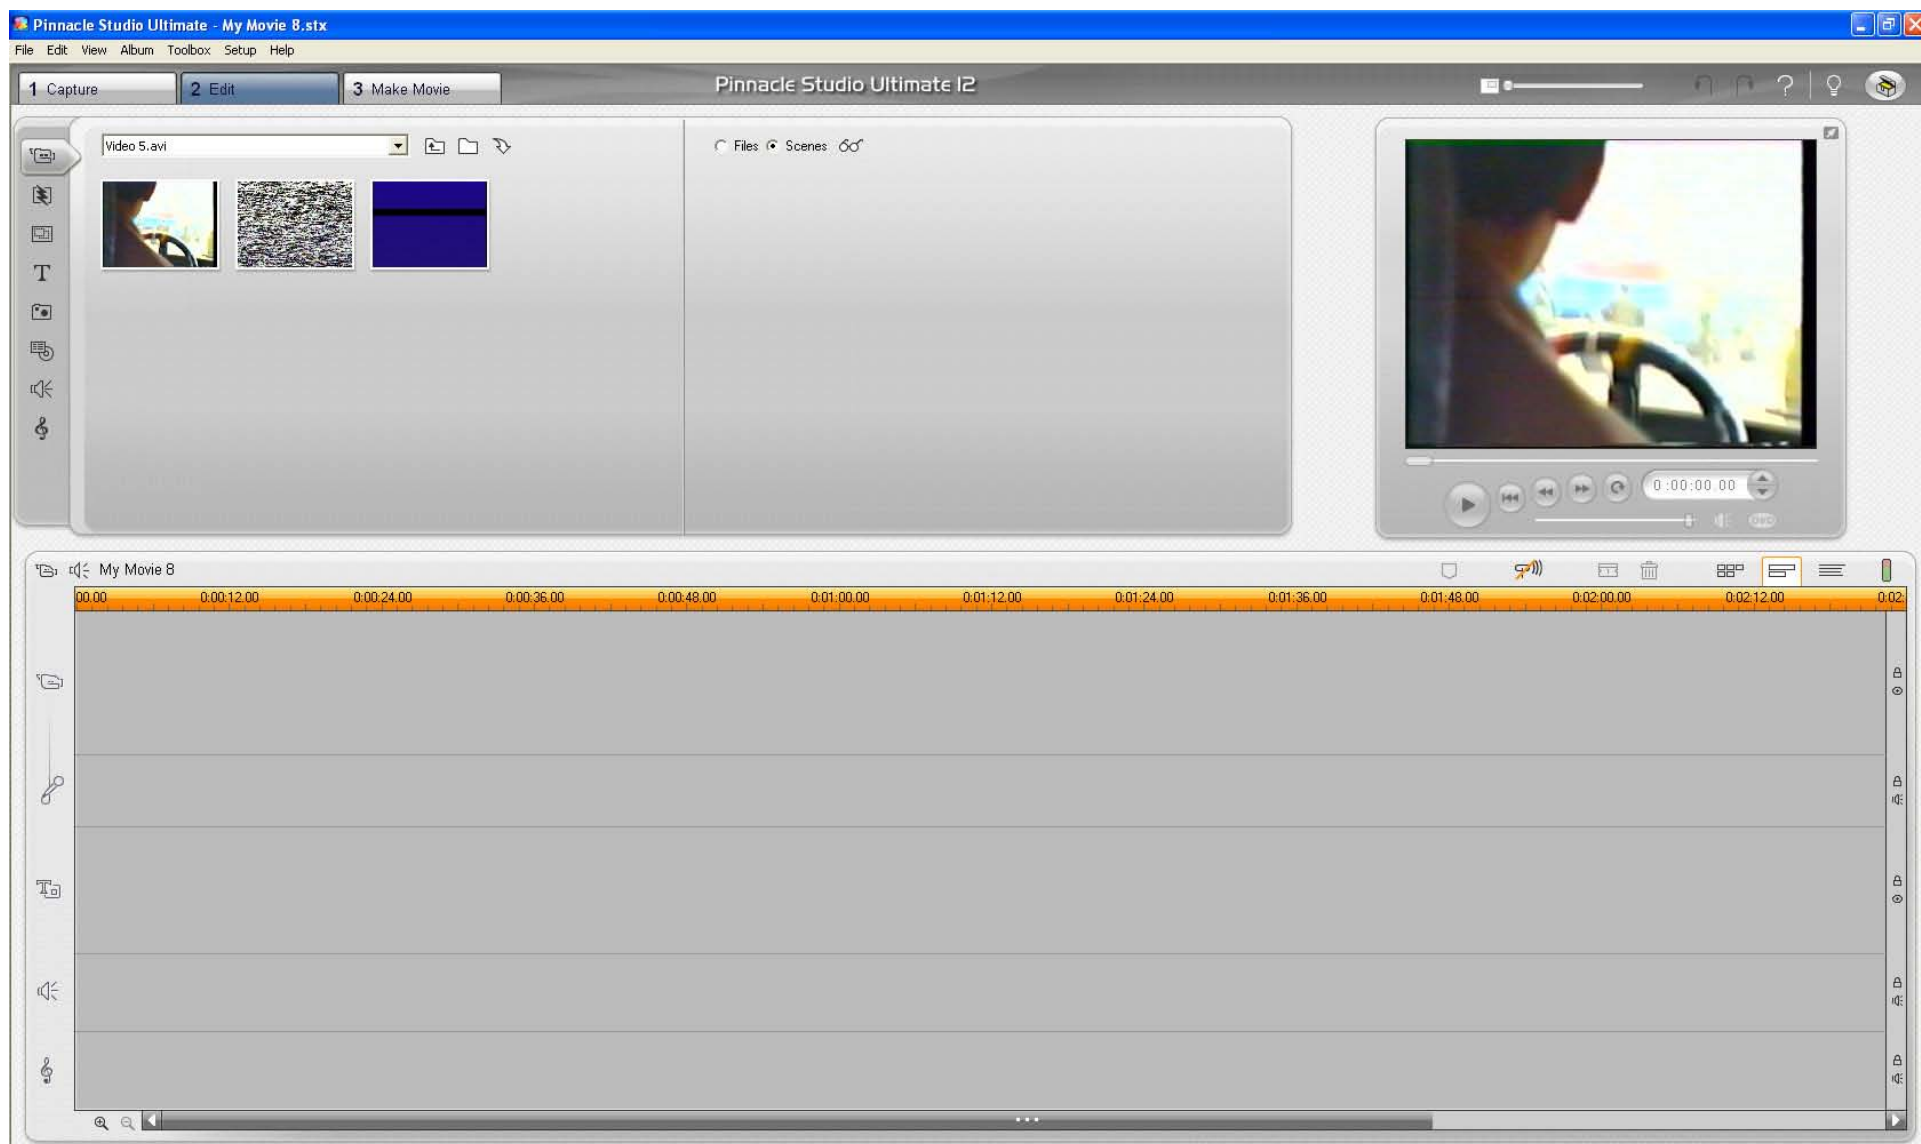 Pinnacle Studio Ultimate - My Movie 8.stx
File Edit View Album Toolbox Setup Help
1 Capture 2 Edit 3 Make Movie Pinnacle Studio Ultimate 12 ?
Video 5.avi Files Scenes
T
0:00:00.00
DVD
My Movie 8
00.00 0:00:12.00 0:00:24.00 0:00:36.00 0:00:48.00 0:01:00.00 0:01:12.00 0:01:24.00 0:01:36.00 0:01:48.00 0:02:00.00 0:02:12.00 0:02:
T